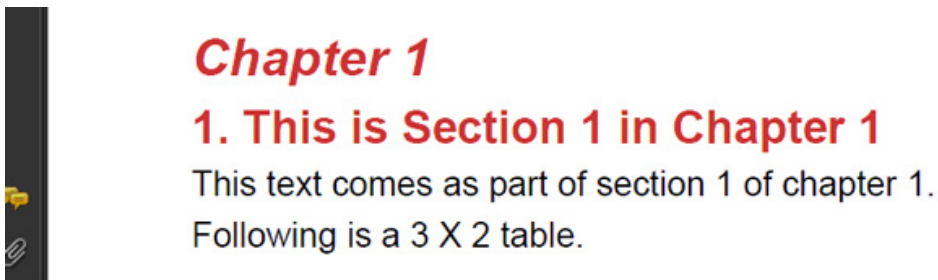 Chapter 1
1. This is Section 1 in Chapter 1
This text comes as part of section 1 of chapter 1.
Following is a 3 X 2 table.